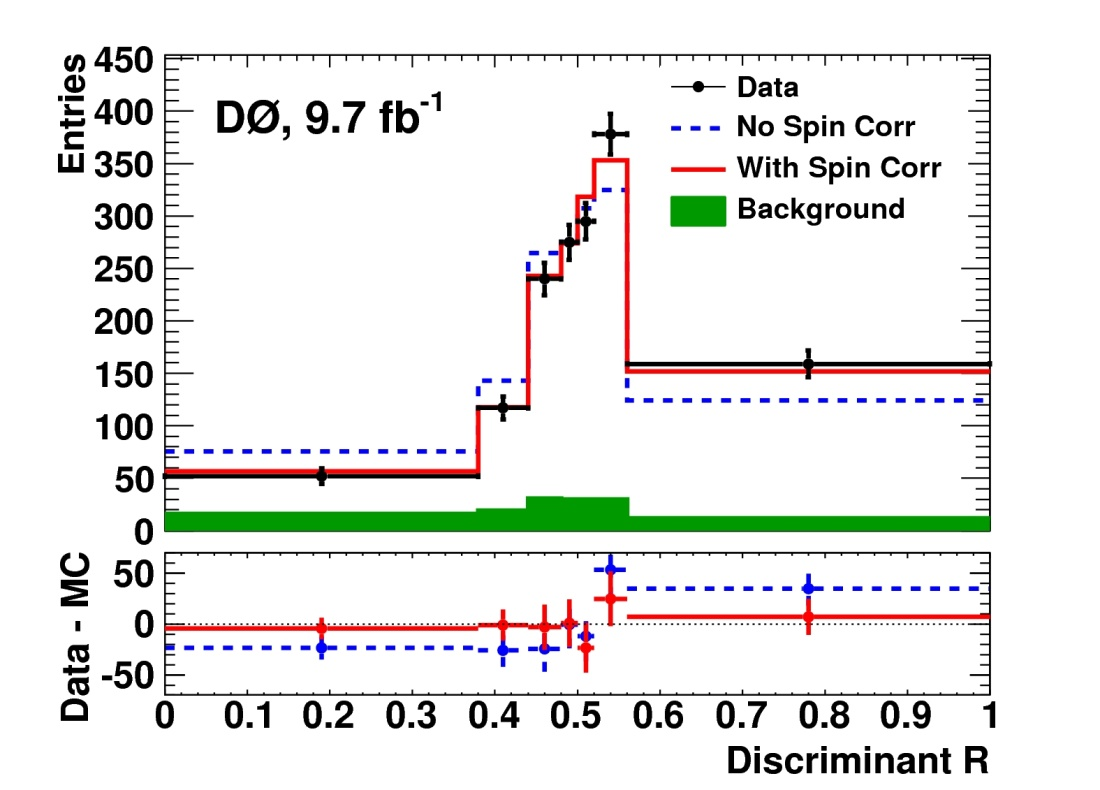 Entries
450
400
350
300
250
200
150
100
50
0
DØ, 9.7 fb⁻¹
Data
No Spin Corr
With Spin Corr
Background
Data - MC
50
0
-50
0 0.1 0.2 0.3 0.4 0.5 0.6 0.7 0.8 0.9 1
Discriminant R